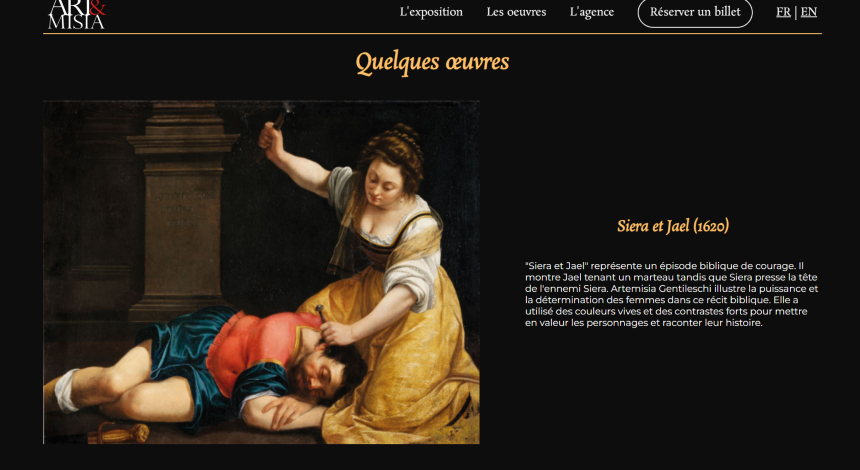 ART&
MISIA
L'exposition Les oeuvres L'agence Réserver un billet FR | EN
Quelques œuvres
Siera et Jael (1620)
"Siera et Jael" représente un épisode biblique de courage. Il
montre Jael tenant un marteau tandis que Siera presse la tête
de l'ennemi Siera. Artemisia Gentileschi illustre la puissance et
la détermination des femmes dans ce récit biblique. Elle a
utilisé des couleurs vives et des contrastes forts pour mettre
en valeur les personnages et raconter leur histoire.